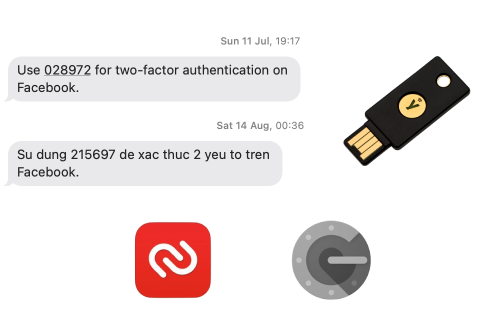 Sun 11 Jul, 19:17
Use 028972 for two-factor authentication on
Facebook.
Sat 14 Aug, 00:36
Su dung 215697 de xac thuc 2 yeu to tren
Facebook.